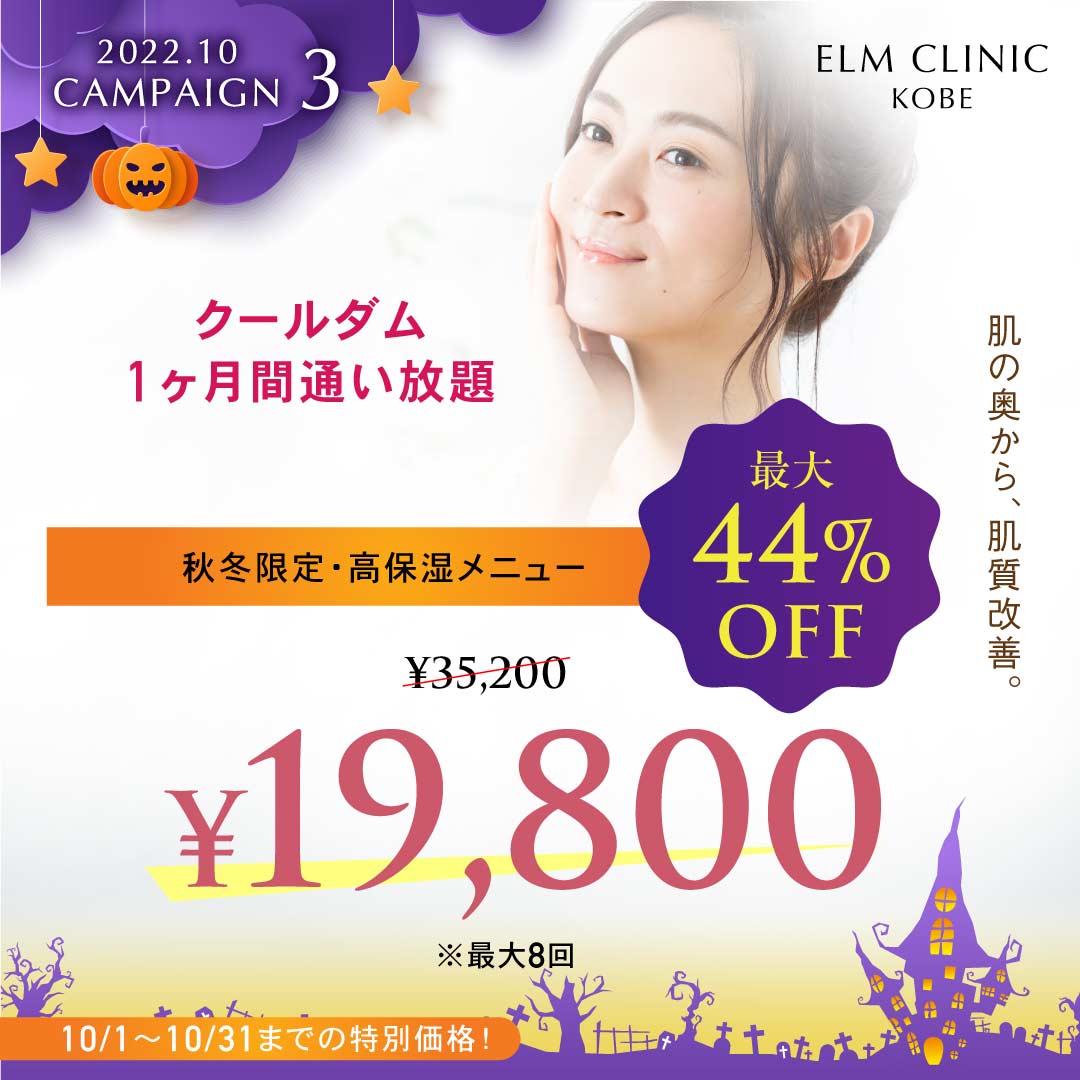 2022.10
CAMPAIGN 3
ELM CLINIC
KOBE
クールダム
1ヶ月間通い放題
肌の奥から、肌質改善。
最大
44%
OFF
秋冬限定・高保湿メニュー
¥35,200
¥19,800
※最大8回
10/1～10/31までの特別価格！